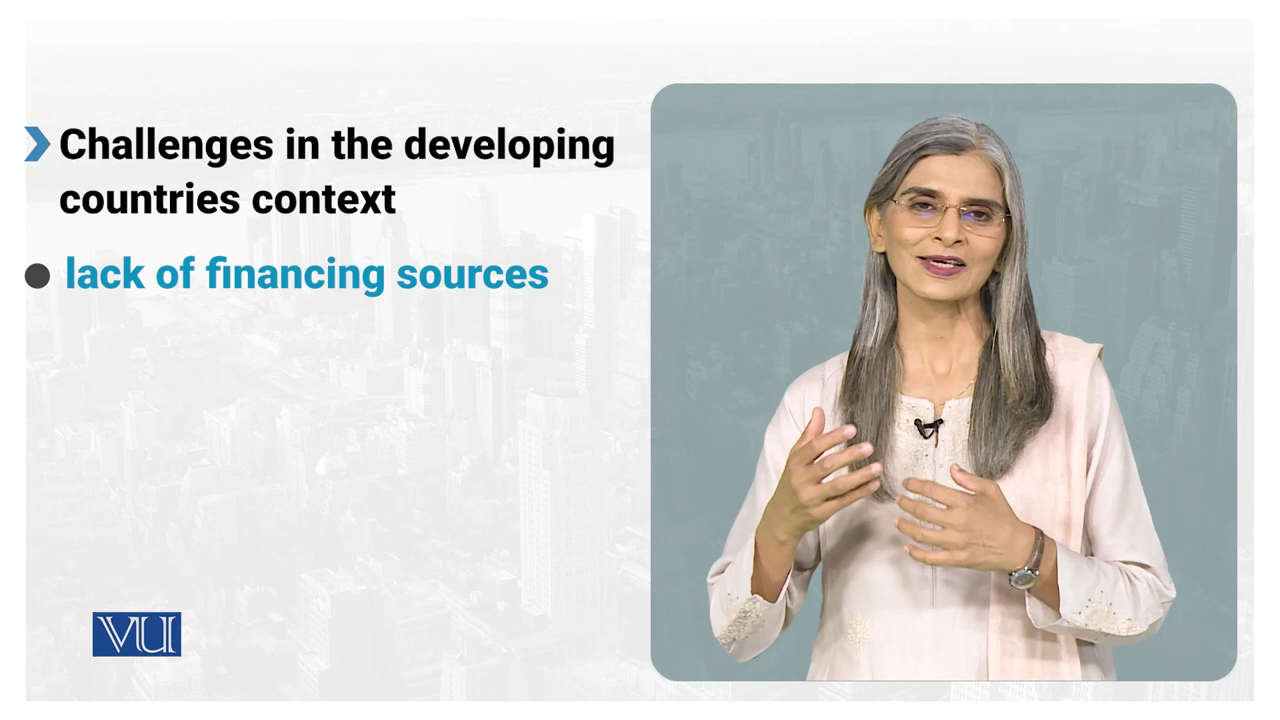 Challenges in the developing
countries context
lack of financing sources
VU